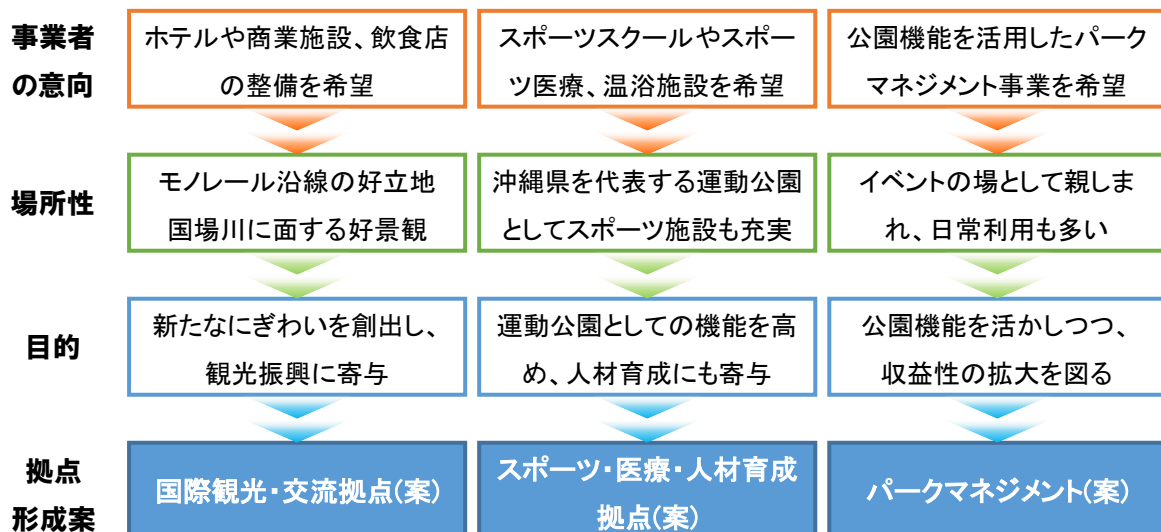 事業者
の意向
ホテルや商業施設、飲食店
の整備を希望
スポーツスクールやスポー
ツ医療、温浴施設を希望
公園機能を活用したパーク
マネジメント事業を希望
場所性
モノレール沿線の好立地
国場川に面する好景観
沖縄県を代表する運動公園
としてスポーツ施設も充実
イベントの場として親しま
れ、日常利用も多い
目的
新たなにぎわいを創出し、
観光振興に寄与
運動公園としての機能を高
め、人材育成にも寄与
公園機能を活かしつつ、
収益性の拡大を図る
拠点
形成案
国際観光・交流拠点(案)
スポーツ・医療・人材育成
拠点(案)
パークマネジメント(案)